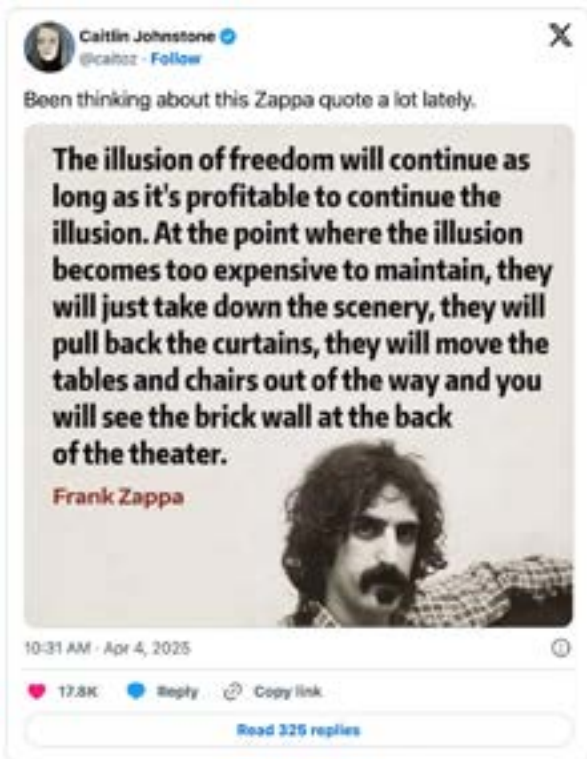 Caitlin Johnstone
@caitoz · Follow
Been thinking about this Zappa quote a lot lately.
The illusion of freedom will continue as
long as it's profitable to continue the
illusion. At the point where the illusion
becomes too expensive to maintain, they
will just take down the scenery, they will
pull back the curtains, they will move the
tables and chairs out of the way and you
will see the brick wall at the back
of the theater.
Frank Zappa
10:31 AM · Apr 4, 2025
17.8K Reply Copy link
Read 325 replies